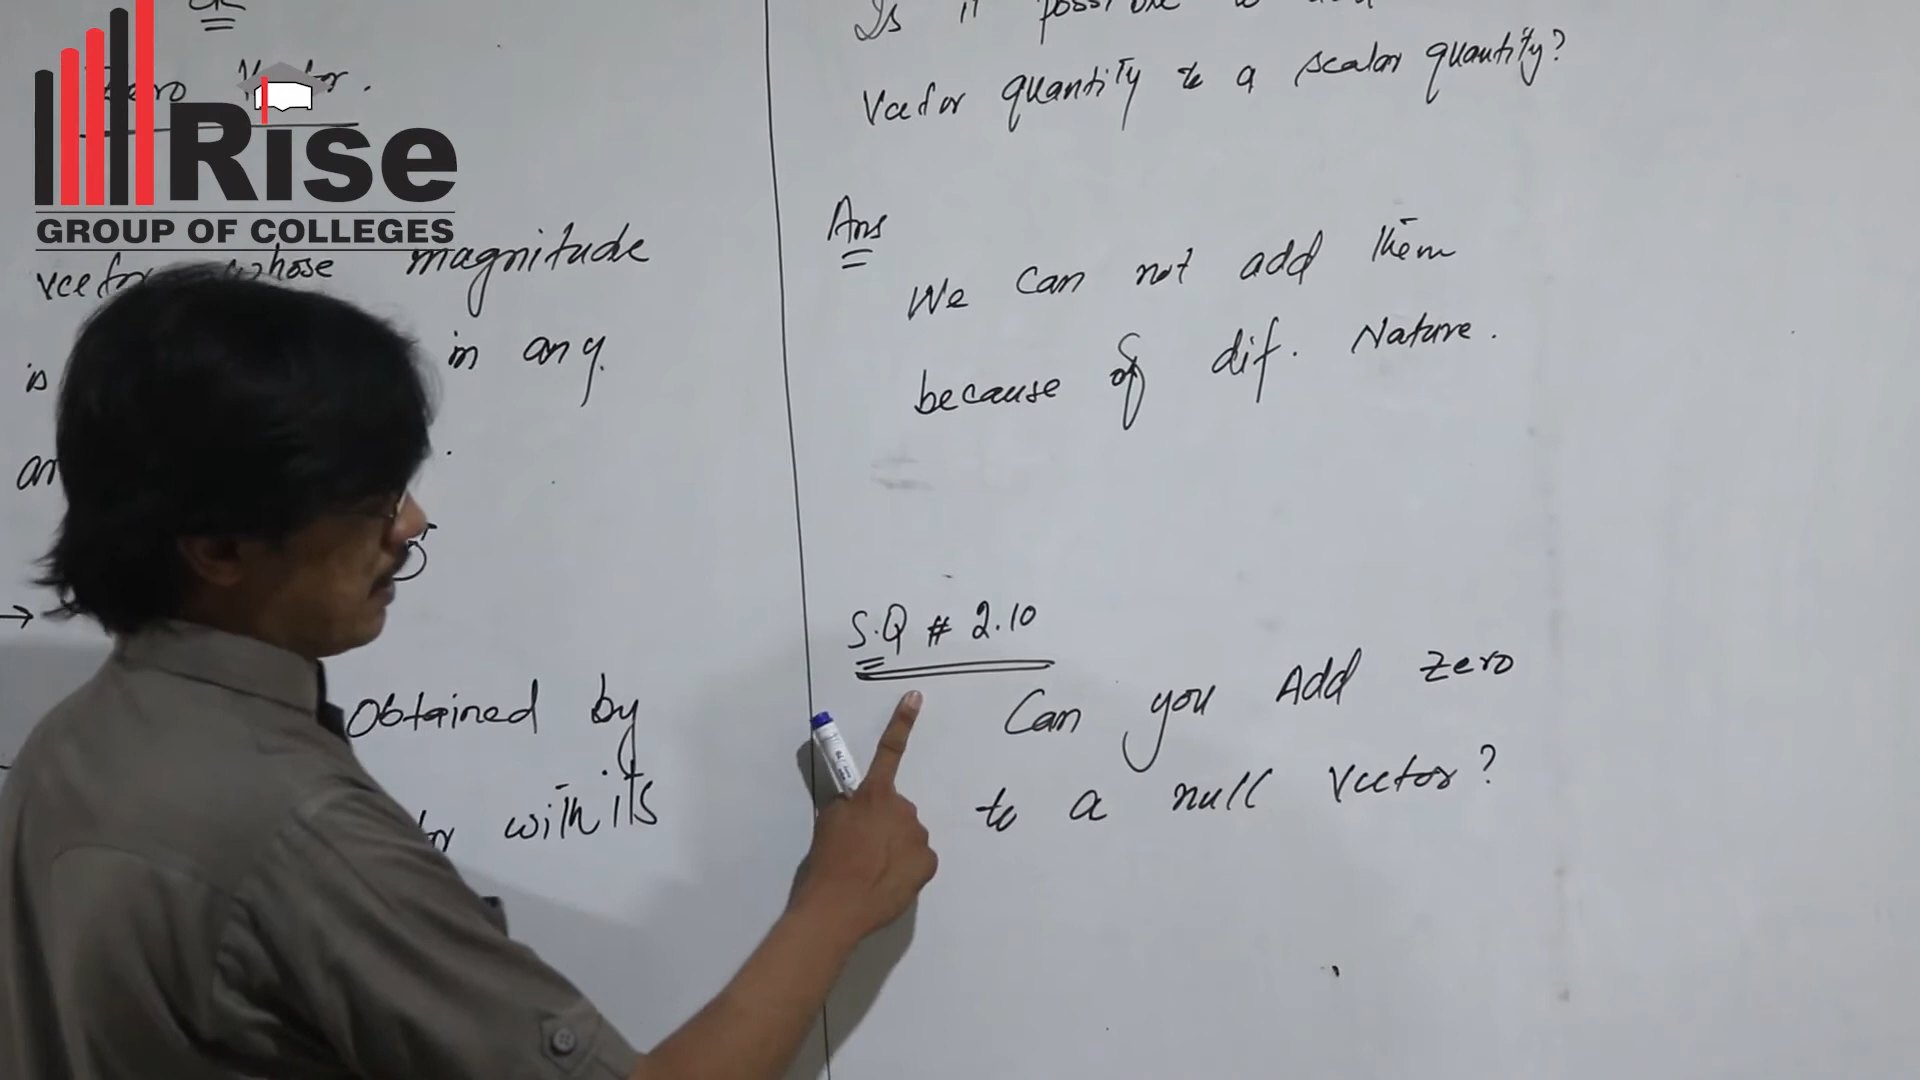 Zero Vector.
Rise
GROUP OF COLLEGES
vector whose magnitude
is in any
Obtained by
with its
Is it possible to add
Vector quantity to a scalar quantity?
Ans
We can not add them
because of dif. Nature.
S.Q # 2.10
Can you Add zero
to a null Vector?